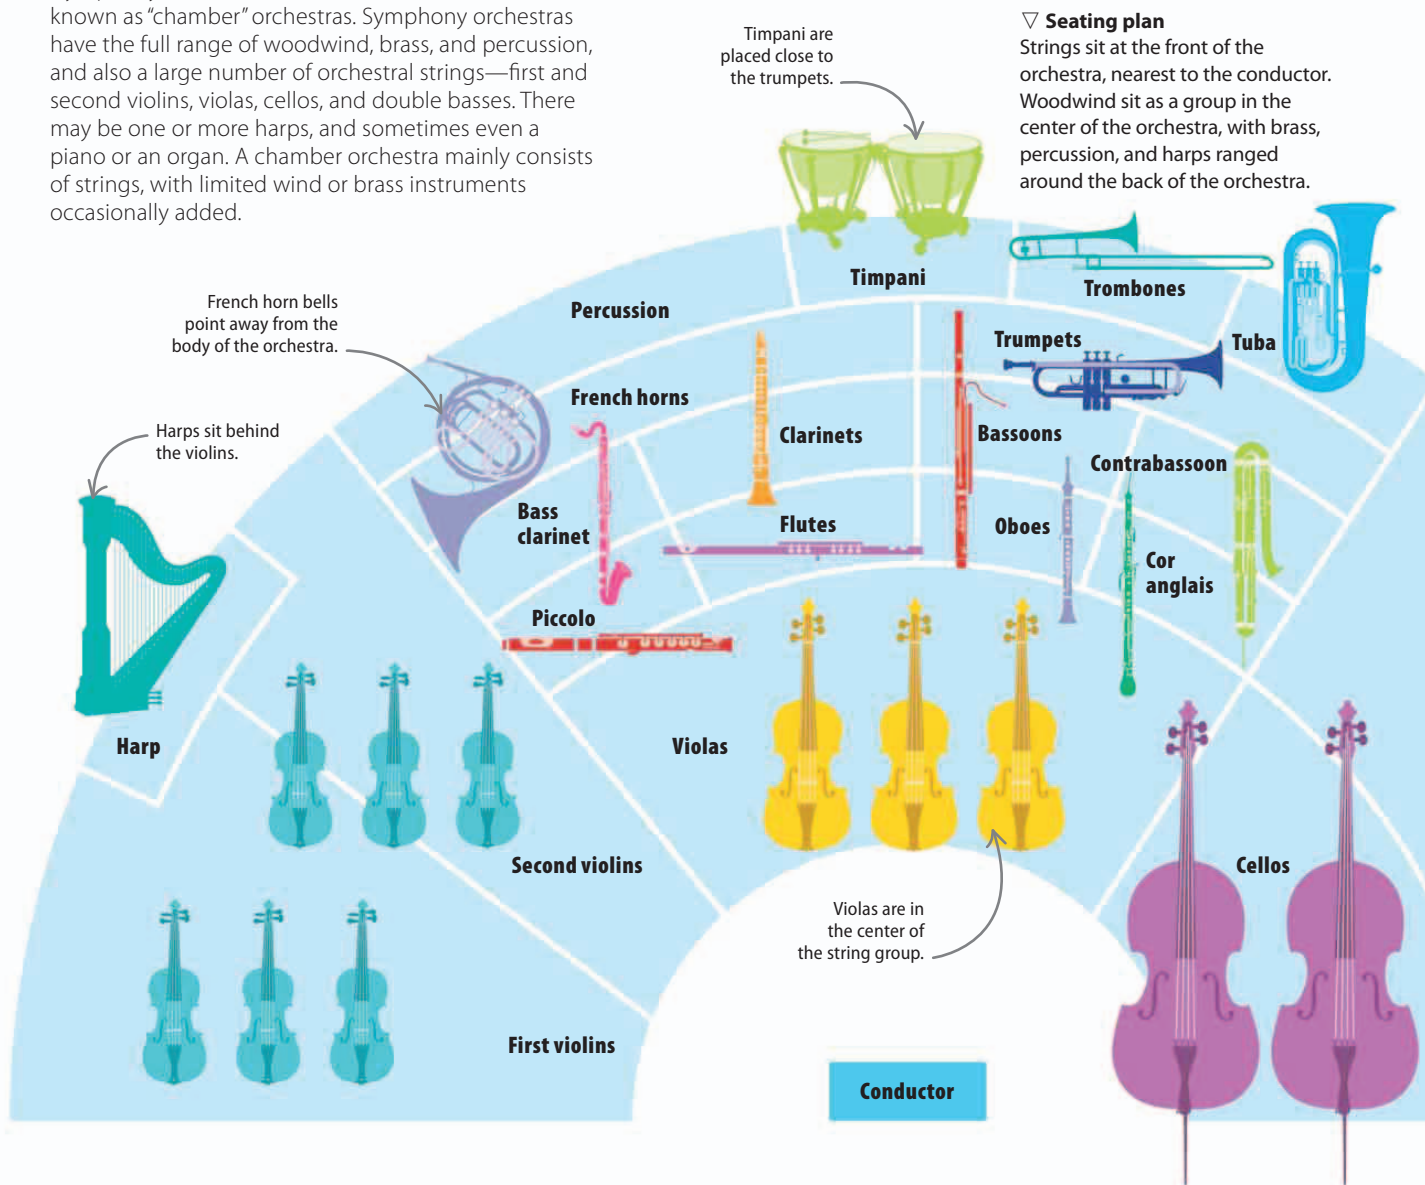 known as “chamber” orchestras. Symphony orchestras
have the full range of woodwind, brass, and percussion,
and also a large number of orchestral strings—first and
second violins, violas, cellos, and double basses. There
may be one or more harps, and sometimes even a
piano or an organ. A chamber orchestra mainly consists
of strings, with limited wind or brass instruments
occasionally added.
Timpani are
placed close to
the trumpets.
▽ Seating plan
Strings sit at the front of the
orchestra, nearest to the conductor.
Woodwind sit as a group in the
center of the orchestra, with brass,
percussion, and harps ranged
around the back of the orchestra.
French horn bells
point away from the
body of the orchestra.
Harps sit behind
the violins.
Timpani
Trombones
Percussion
Trumpets
Tuba
French horns
Clarinets
Bassoons
Contrabassoon
Bass
clarinet
Flutes
Oboes
Cor
anglais
Piccolo
Harp
Violas
Second violins
Cellos
Violas are in
the center of
the string group.
First violins
Conductor